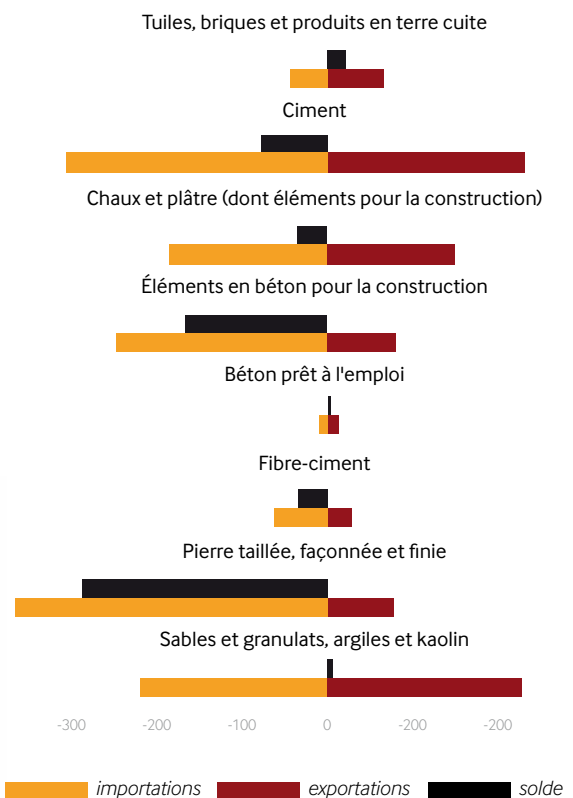 Tuiles, briques et produits en terre cuite
Ciment
Chaux et plâtre (dont éléments pour la construction)
Éléments en béton pour la construction
Béton prêt à l'emploi
Fibre-ciment
Pierre taillée, façonnée et finie
Sables et granulats, argiles et kaolin
-300 -200 -100 0 -200 -200
importations exportations solde